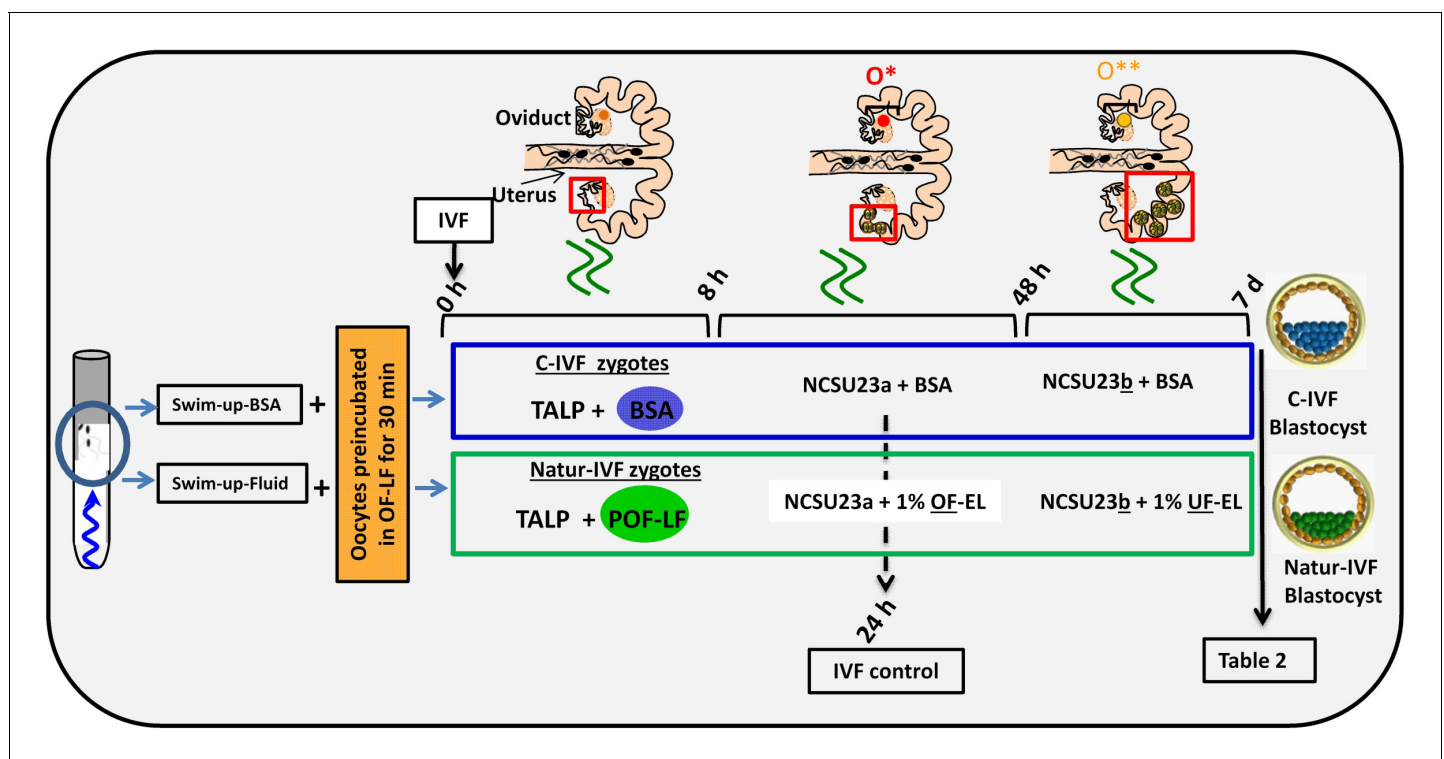 O*
O**
Oviduct
Uterus
IVF
0 h
8 h
48 h
7 d
Swim-up-BSA
+
Swim-up-Fluid
+
Oocytes preincubated
in OF-LF for 30 min
C-IVF zygotes
TALP + BSA
NCSU23a + BSA
NCSU23b + BSA
Natur-IVF zygotes
TALP + POF-LF
NCSU23a + 1% OF-EL
NCSU23b + 1% UF-EL
C-IVF
Blastocyst
Natur-IVF
Blastocyst
24 h
IVF control
Table 2